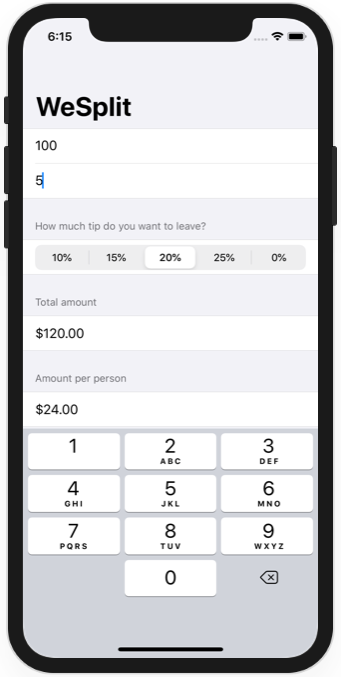 6:15
WeSplit
100
5
How much tip do you want to leave?
10% 15% 20% 25% 0%
Total amount
$120.00
Amount per person
$24.00
1 2 3
ABC DEF
4 5 6
GHI JKL MNO
7 8 9
PQRS TUV WXYZ
0